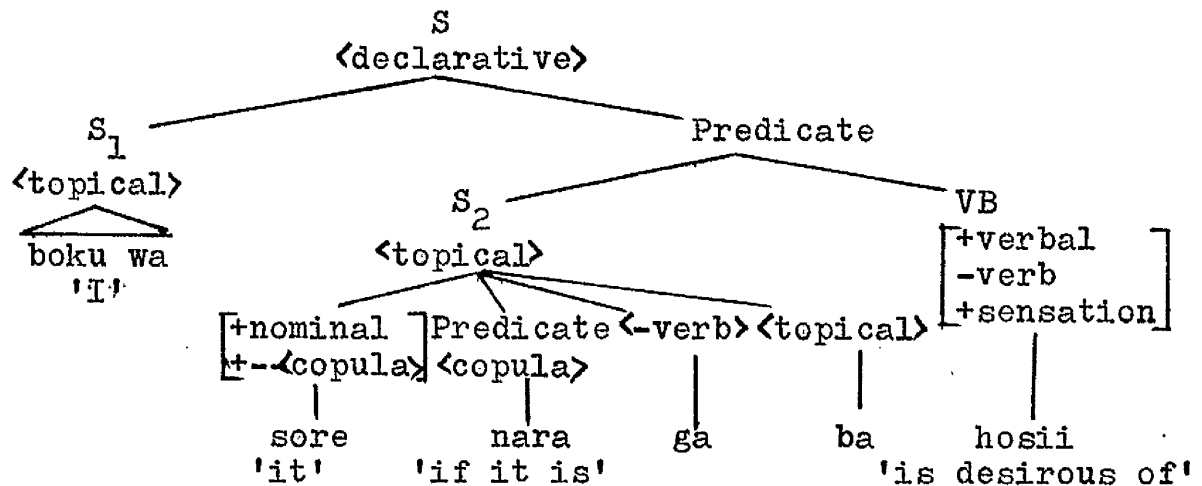 S
<declarative>
S1 Predicate
<topical>
S2 VB
boku wa <topical> [+verbal
'I' -verb
+sensation]
[+nominal Predicate <-verb> <topical>
+--<copula>] <copula>
sore nara ga ba hosii
'it' 'if it is' 'is desirous of'